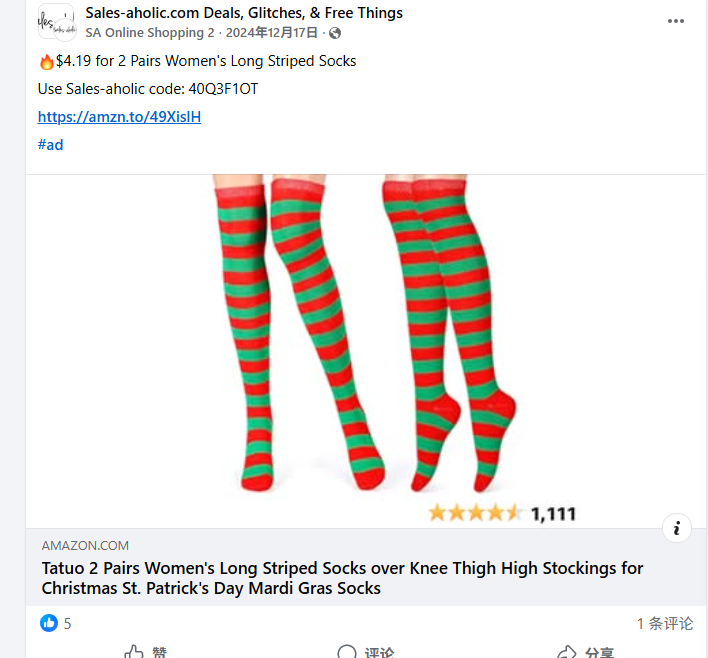 Sales-aholic.com Deals, Glitches, & Free Things
SA Online Shopping 2 · 2024年12月17日 ·
🔥$4.19 for 2 Pairs Women's Long Striped Socks
Use Sales-aholic code: 40Q3F1OT
https://amzn.to/49XislH
#ad
1,111
AMAZON.COM
Tatuo 2 Pairs Women's Long Striped Socks over Knee Thigh High Stockings for
Christmas St. Patrick's Day Mardi Gras Socks
5
1 条评论
赞
评论
分享